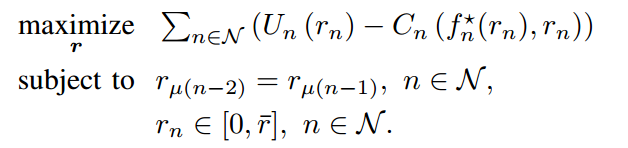 maximize ∑_{n∈𝒩} (U_n (r_n) − C_n (f_n^⋆(r_n), r_n))
r
subject to r_{μ(n−2)} = r_{μ(n−1)}, n ∈ 𝒩,
r_n ∈ [0, r̄], n ∈ 𝒩.